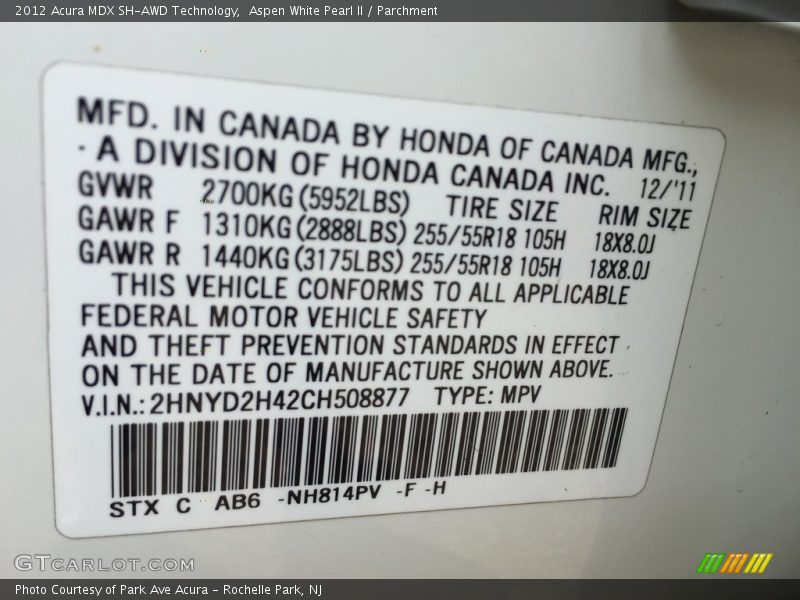 2012 Acura MDX SH-AWD Technology,  Aspen White Pearl II / Parchment
MFD. IN CANADA BY HONDA OF CANADA MFG.,
A DIVISION OF HONDA CANADA INC. 12/'11
GVWR 2700KG (5952LBS) TIRE SIZE RIM SIZE
GAWR F 1310KG (2888LBS) 255/55R18 105H 18X8.0J
GAWR R 1440KG (3175LBS) 255/55R18 105H 18X8.0J
THIS VEHICLE CONFORMS TO ALL APPLICABLE
FEDERAL MOTOR VEHICLE SAFETY
AND THEFT PREVENTION STANDARDS IN EFFECT
ON THE DATE OF MANUFACTURE SHOWN ABOVE.
V.I.N.: 2HNYD2H42CH508877 TYPE: MPV
STX C AB6 -NH814PV -F -H
GTcarlot.com
Photo Courtesy of Park Ave Acura - Rochelle Park, NJ